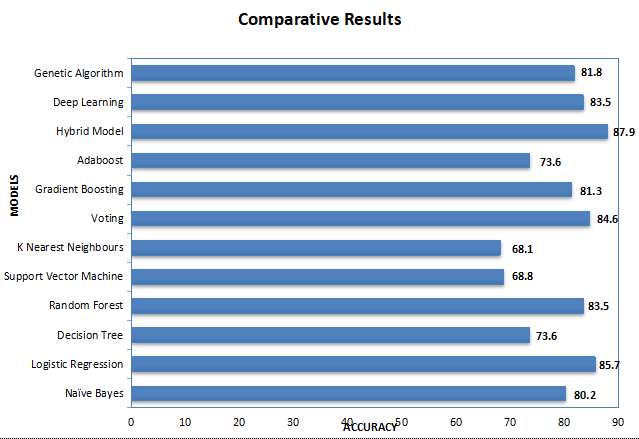 Comparative Results
MODELS
Genetic Algorithm 81.8
Deep Learning 83.5
Hybrid Model 87.9
Adaboost 73.6
Gradient Boosting 81.3
Voting 84.6
K Nearest Neighbours 68.1
Support Vector Machine 68.8
Random Forest 83.5
Decision Tree 73.6
Logistic Regression 85.7
Naïve Bayes 80.2
0 10 20 30 40 50 60 70 80 90
ACCURACY